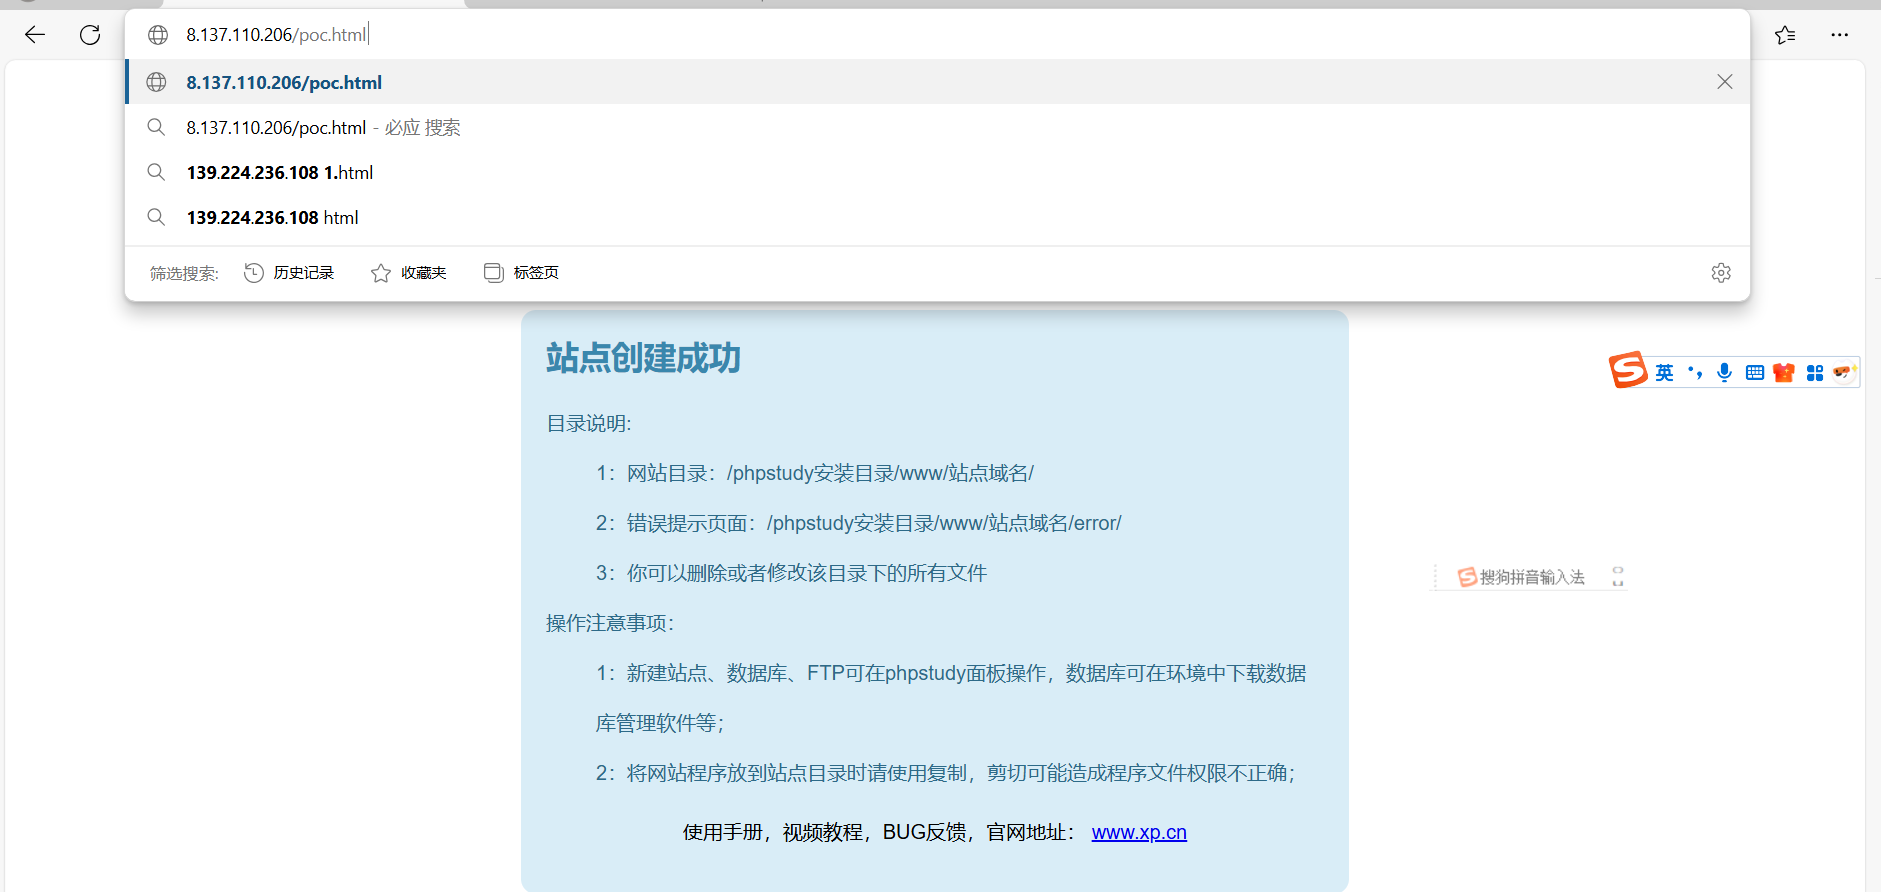 8.137.110.206/poc.html
8.137.110.206/poc.html
8.137.110.206/poc.html - 必应 搜索
139.224.236.108 1.html
139.224.236.108 html
筛选搜索: 历史记录 收藏夹 标签页
站点创建成功
英
目录说明:
1：网站目录：/phpstudy安装目录/www/站点域名/
2：错误提示页面：/phpstudy安装目录/www/站点域名/error/
3：你可以删除或者修改该目录下的所有文件
搜狗拼音输入法
操作注意事项：
1：新建站点、数据库、FTP可在phpstudy面板操作，数据库可在环境中下载数据
库管理软件等；
2：将网站程序放到站点目录时请使用复制，剪切可能造成程序文件权限不正确；
使用手册，视频教程，BUG反馈，官网地址： www.xp.cn